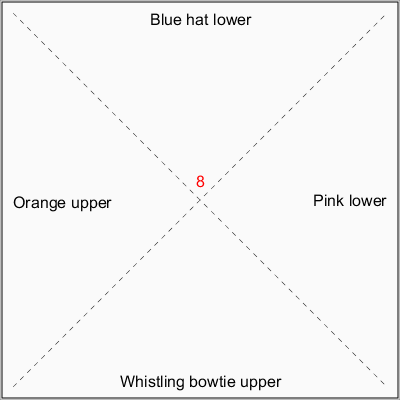 Blue hat lower
8
Orange upper
Pink lower
Whistling bowtie upper